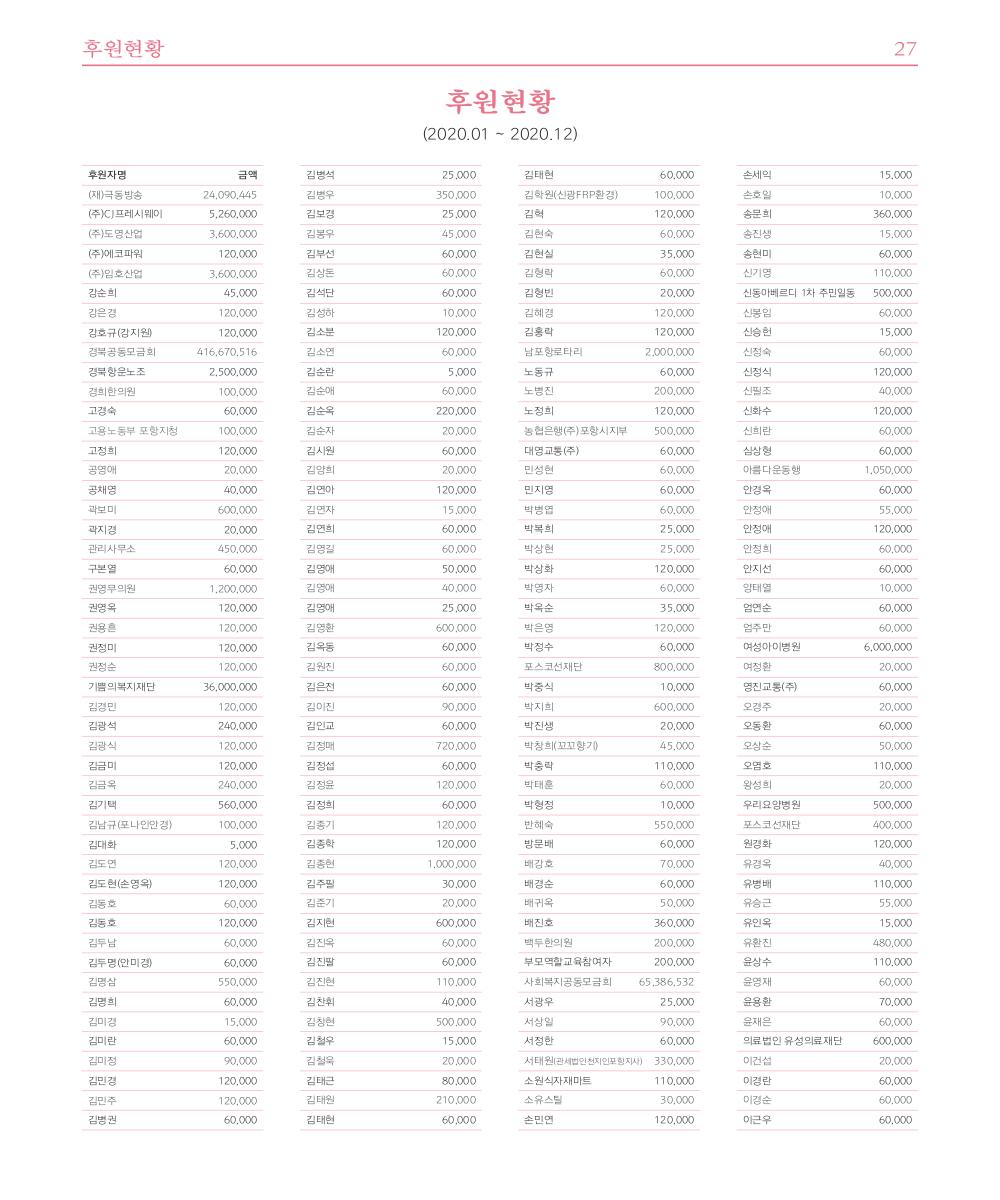 후원현황 27
후원현황
(2020.01 ~ 2020.12)
후원자명 금액
(재)극동방송 24,090,445
(주)CJ프레시웨이 5,260,000
(주)도영산업 3,600,000
(주)에코파워 120,000
(주)임호산업 3,600,000
강순희 45,000
강은경 120,000
강호규(강지원) 120,000
경북공동모금회 416,670,516
경북항운노조 2,500,000
경희한의원 100,000
고경숙 60,000
고용노동부 포항지청 100,000
고정희 120,000
공영애 20,000
공채영 40,000
곽보미 600,000
곽지경 20,000
관리사무소 450,000
구본열 60,000
권영무의원 1,200,000
권영옥 120,000
권용흔 120,000
권정미 120,000
권정순 120,000
기쁨의복지재단 36,000,000
김경민 120,000
김광석 240,000
김광식 120,000
김금미 120,000
김금옥 240,000
김기택 560,000
김남규(포나인안경) 100,000
김대화 5,000
김도연 120,000
김도현(손영옥) 120,000
김동호 60,000
김동호 120,000
김두남 60,000
김두명(안미경) 60,000
김명삼 550,000
김명희 60,000
김미경 15,000
김미란 60,000
김미정 90,000
김민경 120,000
김민주 120,000
김병권 60,000
김병석 25,000
김병우 350,000
김보경 25,000
김봉우 45,000
김부선 60,000
김상돈 60,000
김석단 60,000
김성하 10,000
김소분 120,000
김소연 60,000
김순란 5,000
김순애 60,000
김순옥 220,000
김순자 20,000
김시원 60,000
김양희 20,000
김연아 120,000
김연자 15,000
김연희 60,000
김영길 60,000
김영애 50,000
김영애 40,000
김영애 25,000
김영환 600,000
김옥동 60,000
김원진 60,000
김은전 60,000
김이진 90,000
김인교 60,000
김정매 720,000
김정섭 60,000
김정윤 120,000
김정희 60,000
김종기 120,000
김종학 120,000
김종현 1,000,000
김주필 30,000
김준기 20,000
김지현 600,000
김진옥 60,000
김진팔 60,000
김진현 110,000
김찬휘 40,000
김창현 500,000
김철우 15,000
김철욱 20,000
김태근 80,000
김태원 210,000
김태현 60,000
김태현 60,000
김학원(신광FRP환경) 100,000
김혁 120,000
김현숙 60,000
김현실 35,000
김형락 60,000
김형빈 20,000
김혜경 120,000
김홍락 120,000
남포항로타리 2,000,000
노동규 60,000
노병진 200,000
노정희 120,000
농협은행(주)포항시지부 500,000
대영교통(주) 60,000
민성현 60,000
민지영 60,000
박병엽 60,000
박복희 25,000
박상현 25,000
박상화 120,000
박영자 60,000
박옥순 35,000
박은영 120,000
박정수 60,000
포스코선재단 800,000
박중식 10,000
박지희 600,000
박진생 20,000
박창희(꼬꼬향기) 45,000
박충락 110,000
박태훈 60,000
박형정 10,000
반혜숙 550,000
방문배 60,000
배강호 70,000
배경순 60,000
배귀옥 50,000
배진호 360,000
백두한의원 200,000
부모역할교육참여자 200,000
사회복지공동모금회 65,386,532
서광우 25,000
서상일 90,000
서정한 60,000
서태원(관세법인천지인포항지사) 330,000
소원식자재마트 110,000
소유스틸 30,000
손민연 120,000
손세익 15,000
손호일 10,000
송문희 360,000
송진생 15,000
송현미 60,000
신기영 110,000
신동아베르디 1차 주민일동 500,000
신봉임 60,000
신승헌 15,000
신정숙 60,000
신정식 120,000
신필조 40,000
신화수 120,000
신희란 60,000
심상형 60,000
아름다운동행 1,050,000
안경옥 60,000
안정애 55,000
안정애 120,000
안정희 60,000
안지선 60,000
양태열 10,000
엄연순 60,000
엄주만 60,000
여성아이병원 6,000,000
여정환 20,000
영진교통(주) 60,000
오경주 20,000
오동환 60,000
오상순 50,000
오염호 110,000
왕성희 20,000
우리요양병원 500,000
포스코선재단 400,000
원경화 120,000
유경옥 40,000
유병배 110,000
유승근 55,000
유인옥 15,000
유환진 480,000
윤상수 110,000
윤영재 60,000
윤용환 70,000
윤재은 60,000
의료법인 유성의료재단 600,000
이건섭 20,000
이경란 60,000
이경순 60,000
이근우 60,000